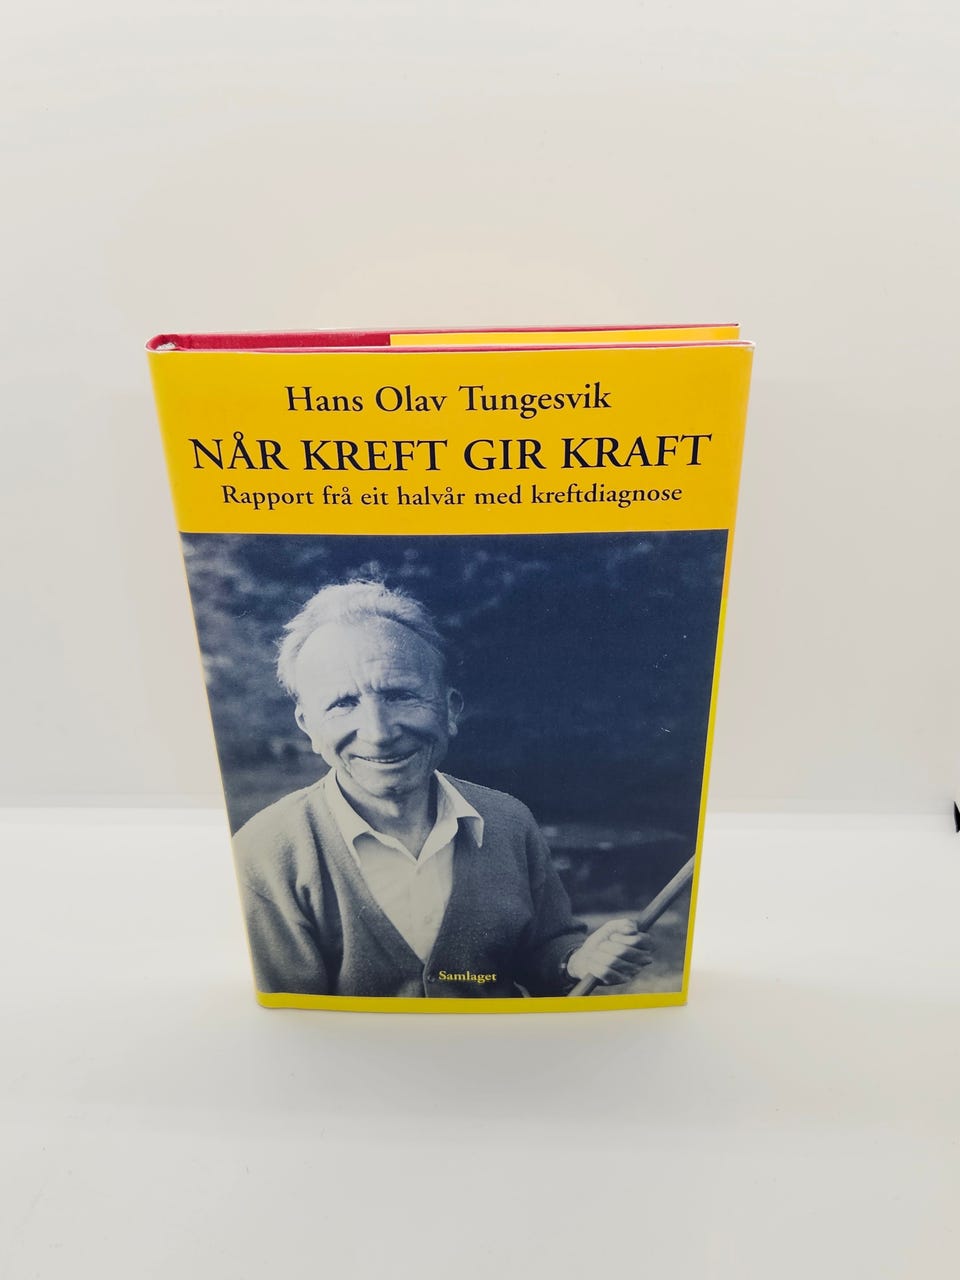 Hans Olav Tungesvik
NÅR KREFT GIR KRAFT
Rapport frå eit halvår med kreftdiagnose
Samlaget